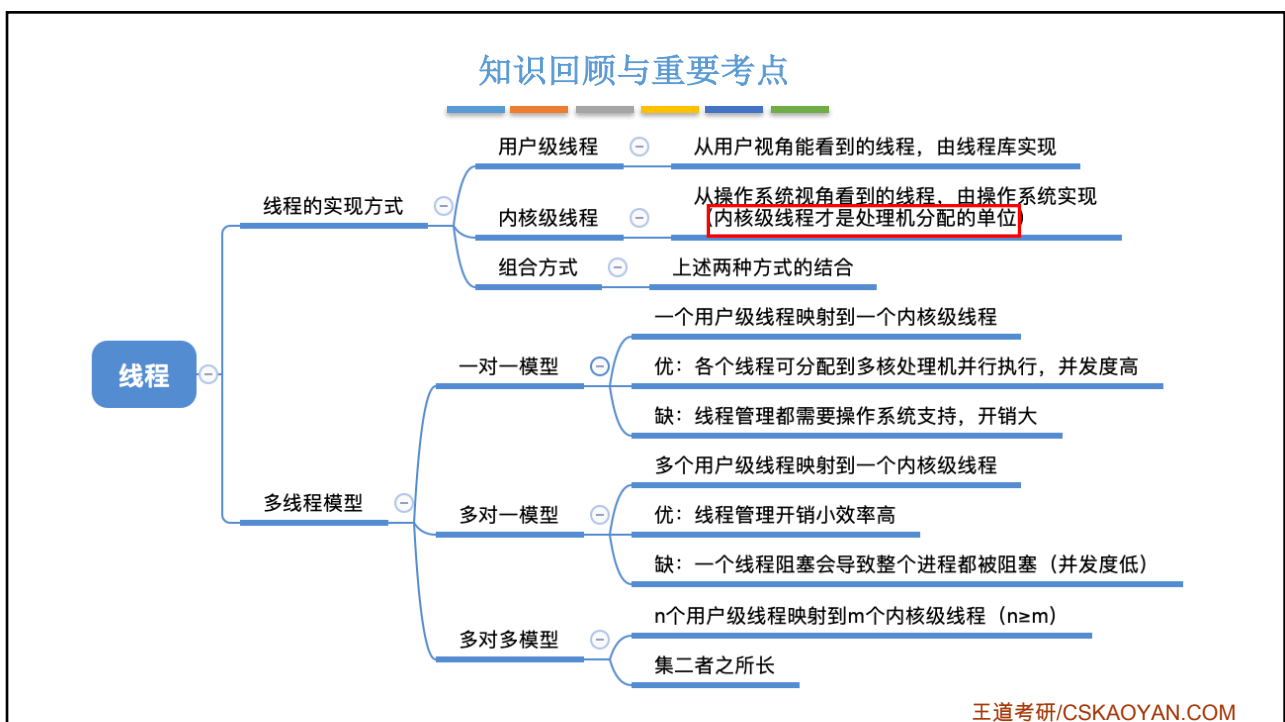 知识回顾与重要考点
用户级线程
从用户视角能看到的线程，由线程库实现
线程的实现方式
内核级线程
从操作系统视角看到的线程，由操作系统实现
（内核级线程才是处理机分配的单位）
组合方式
上述两种方式的结合
线程
一对一模型
一个用户级线程映射到一个内核级线程
优：各个线程可分配到多核处理机并行执行，并发度高
缺：线程管理都需要操作系统支持，开销大
多线程模型
多对一模型
多个用户级线程映射到一个内核级线程
优：线程管理开销小效率高
缺：一个线程阻塞会导致整个进程都被阻塞（并发度低）
多对多模型
n个用户级线程映射到m个内核级线程（n≥m）
集二者之所长
王道考研/CSKAOYAN.COM